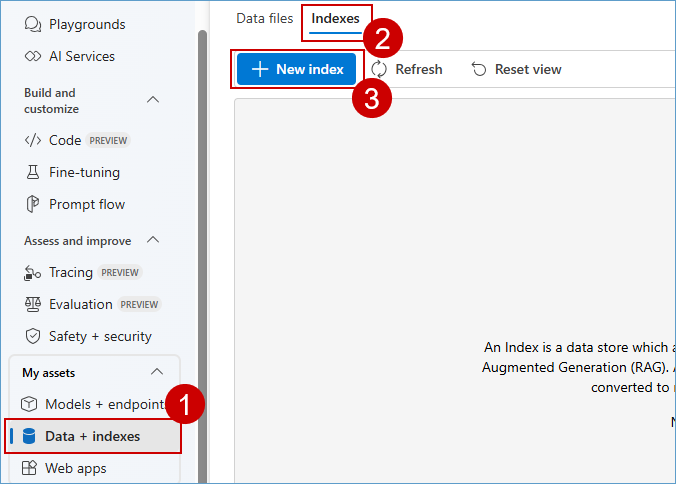 Playgrounds
AI Services
Build and
customize
Code PREVIEW
Fine-tuning
Prompt flow
Assess and improve
Tracing PREVIEW
Evaluation PREVIEW
Safety + security
My assets
Models + endpoint
1
Data + indexes
Web apps
Data files Indexes
2
New index Refresh Reset view
3
An Index is a data store which
Augmented Generation (RAG).
converted to